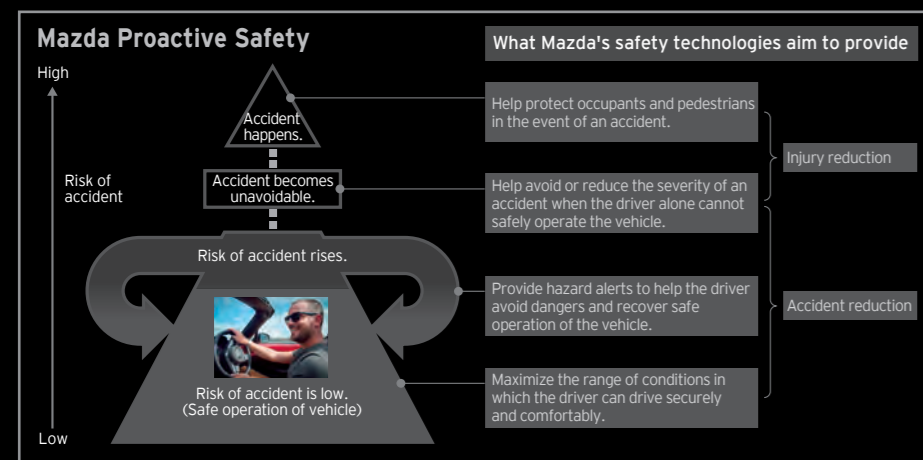 Mazda Proactive Safety
What Mazda's safety technologies aim to provide
High
Risk of
accident
Low
Accident
happens.
Accident becomes
unavoidable.
Risk of accident rises.
Risk of accident is low.
(Safe operation of vehicle)
Help protect occupants and pedestrians
in the event of an accident.
Help avoid or reduce the severity of an
accident when the driver alone cannot
safely operate the vehicle.
Provide hazard alerts to help the driver
avoid dangers and recover safe
operation of the vehicle.
Maximize the range of conditions in
which the driver can drive securely
and comfortably.
Injury reduction
Accident reduction